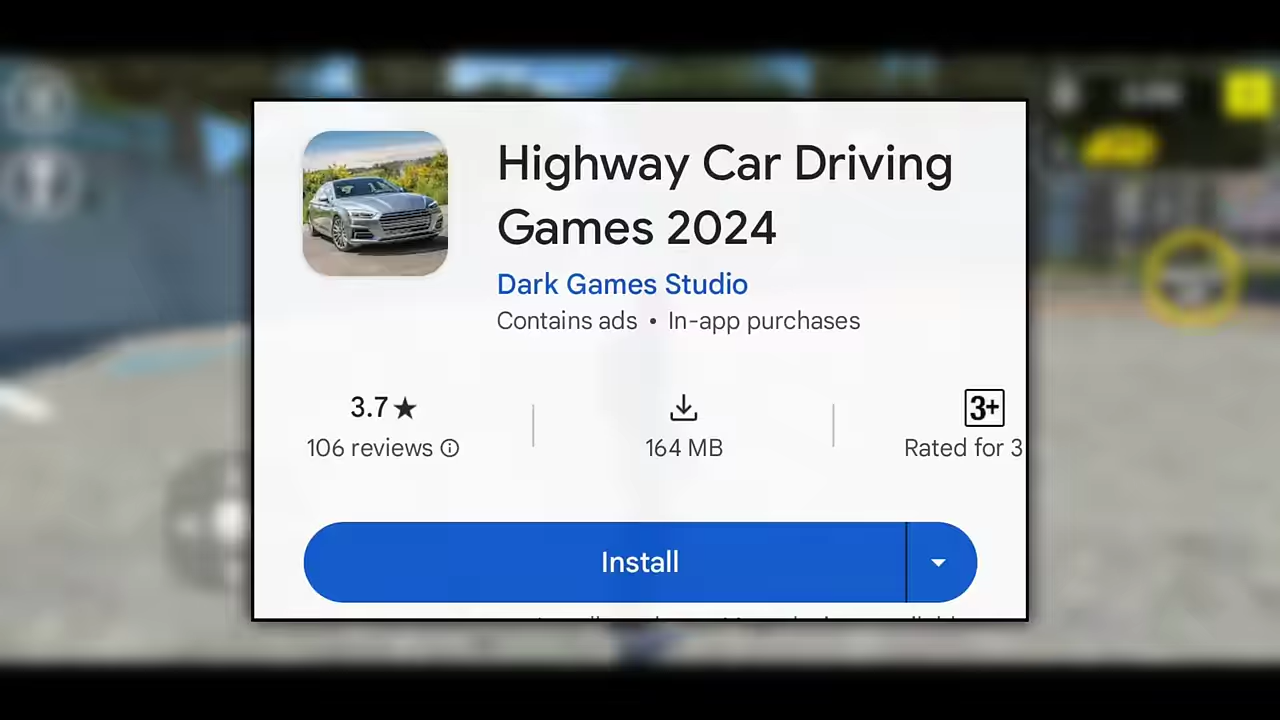 Highway Car Driving
Games 2024
Dark Games Studio
Contains ads • In-app purchases
3.7★
106 reviews
164 MB
3+
Rated for 3
Install